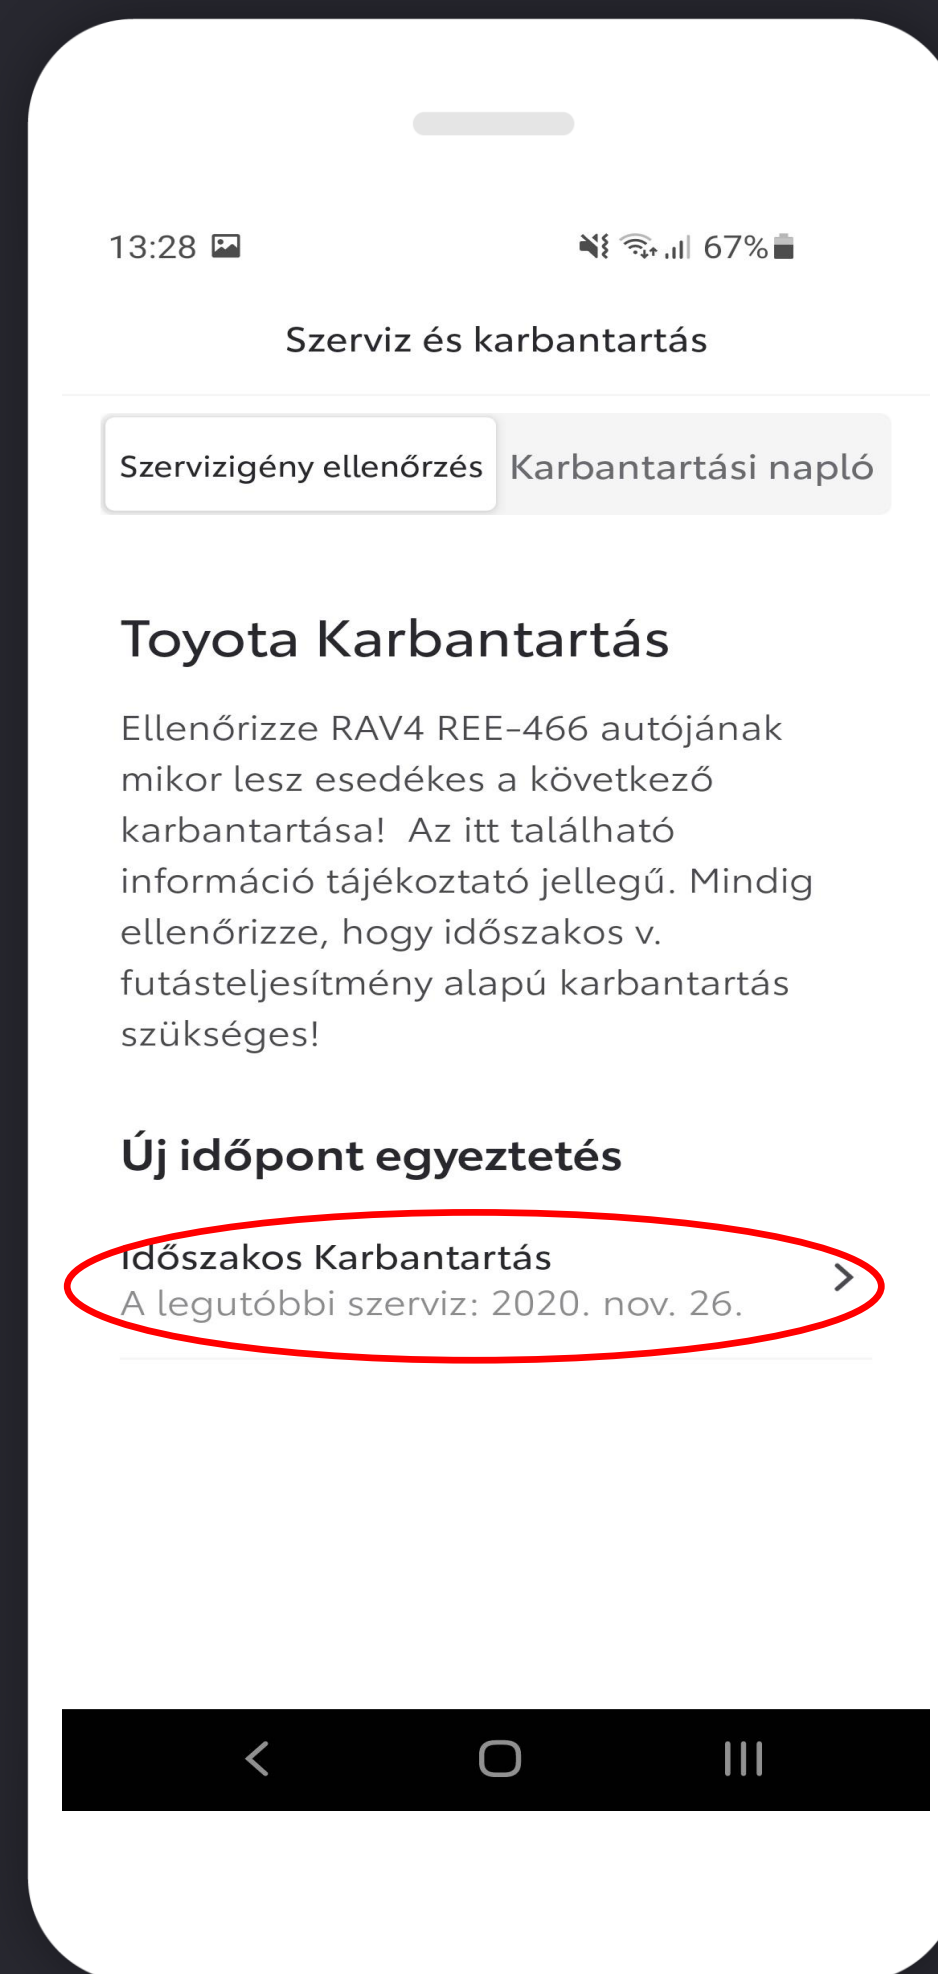 13:28 67%
Szerviz és karbantartás
Szervizigény ellenőrzés Karbantartási napló
Toyota Karbantartás
Ellenőrizze RAV4 REE-466 autójának
mikor lesz esedékes a következő
karbantartása!  Az itt található
információ tájékoztató jellegű. Mindig
ellenőrizze, hogy időszakos v.
futásteljesítmény alapú karbantartás
szükséges!
Új időpont egyeztetés
Időszakos Karbantartás
A legutóbbi szerviz: 2020. nov. 26.